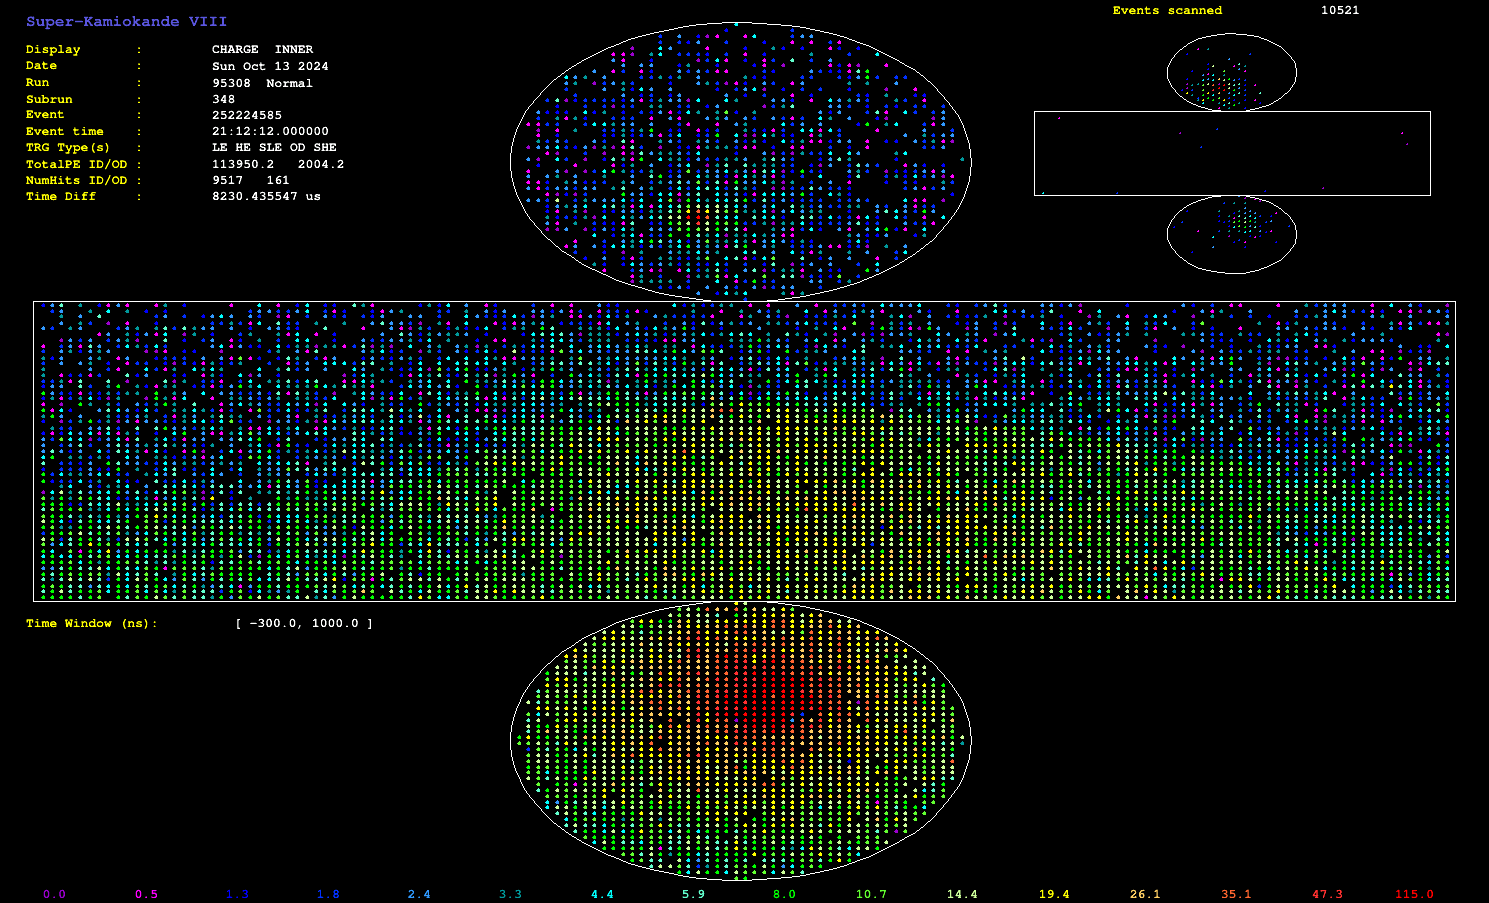 Super-Kamiokande VIII
Display : CHARGE INNER
Date : Sun Oct 13 2024
Run : 95308 Normal
Subrun : 348
Event : 252224585
Event time : 21:12:12.000000
TRG Type(s) : LE HE SLE OD SHE
TotalPE ID/OD : 113950.2 2004.2
NumHits ID/OD : 9517 161
Time Diff : 8230.435547 us
Events scanned 10521
Time Window (ns): [ -300.0, 1000.0 ]
0.0 0.5 1.3 1.8 2.4 3.3 4.4 5.9 8.0 10.7 14.4 19.4 26.1 35.1 47.3 115.0